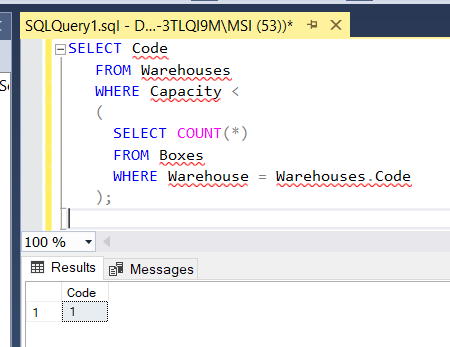 SQLQuery1.sql - D...-3TLQI9M\MSI (53))*
SELECT Code
FROM Warehouses
WHERE Capacity <
(
SELECT COUNT(*)
FROM Boxes
WHERE Warehouse = Warehouses.Code
);
100 %
Results Messages
Code
1 1